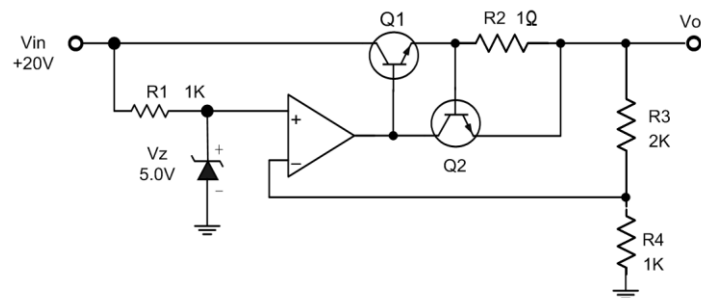 Q1
R2 1Ω
Vo
Vin
+20V
R1 1K
+
−
Vz
5.0V
+
−
Q2
R3
2K
R4
1K